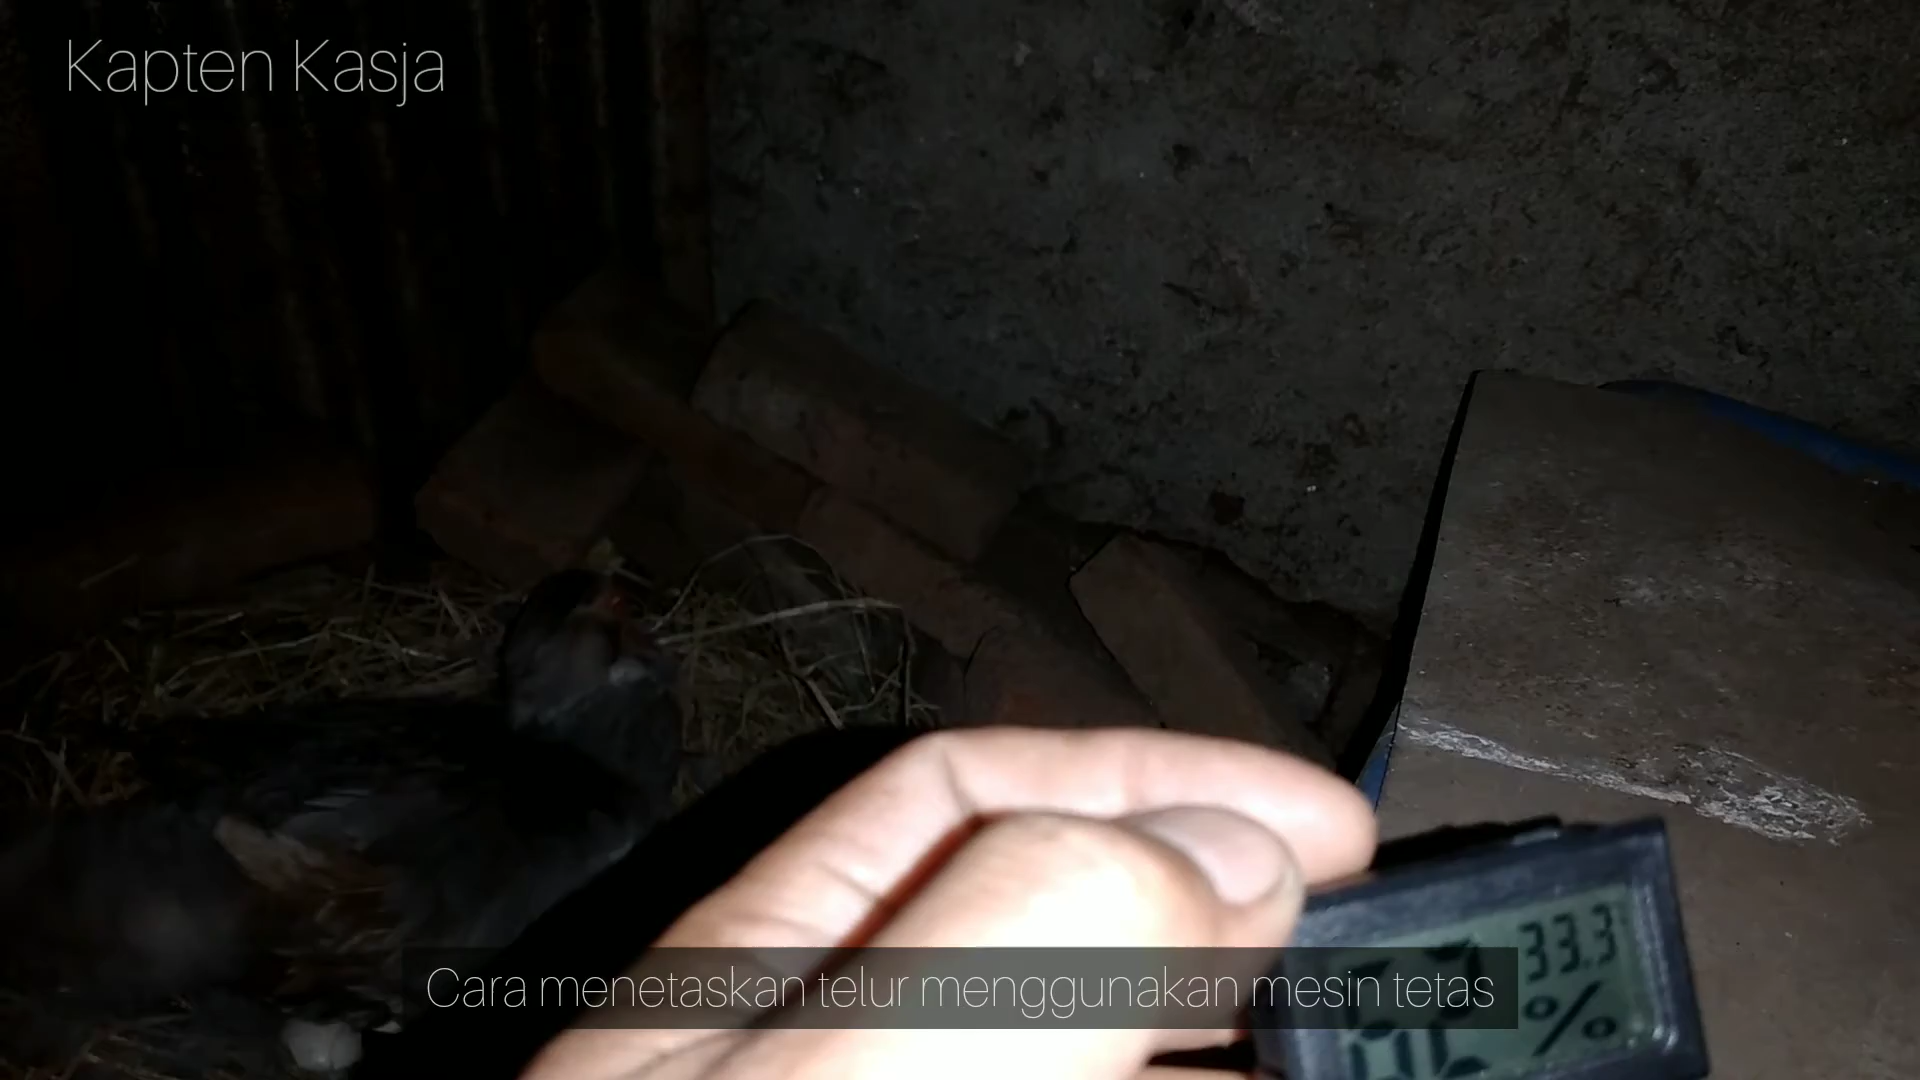 Kapten Kasja
Cara menetaskan telur menggunakan mesin tetas
33.3
%